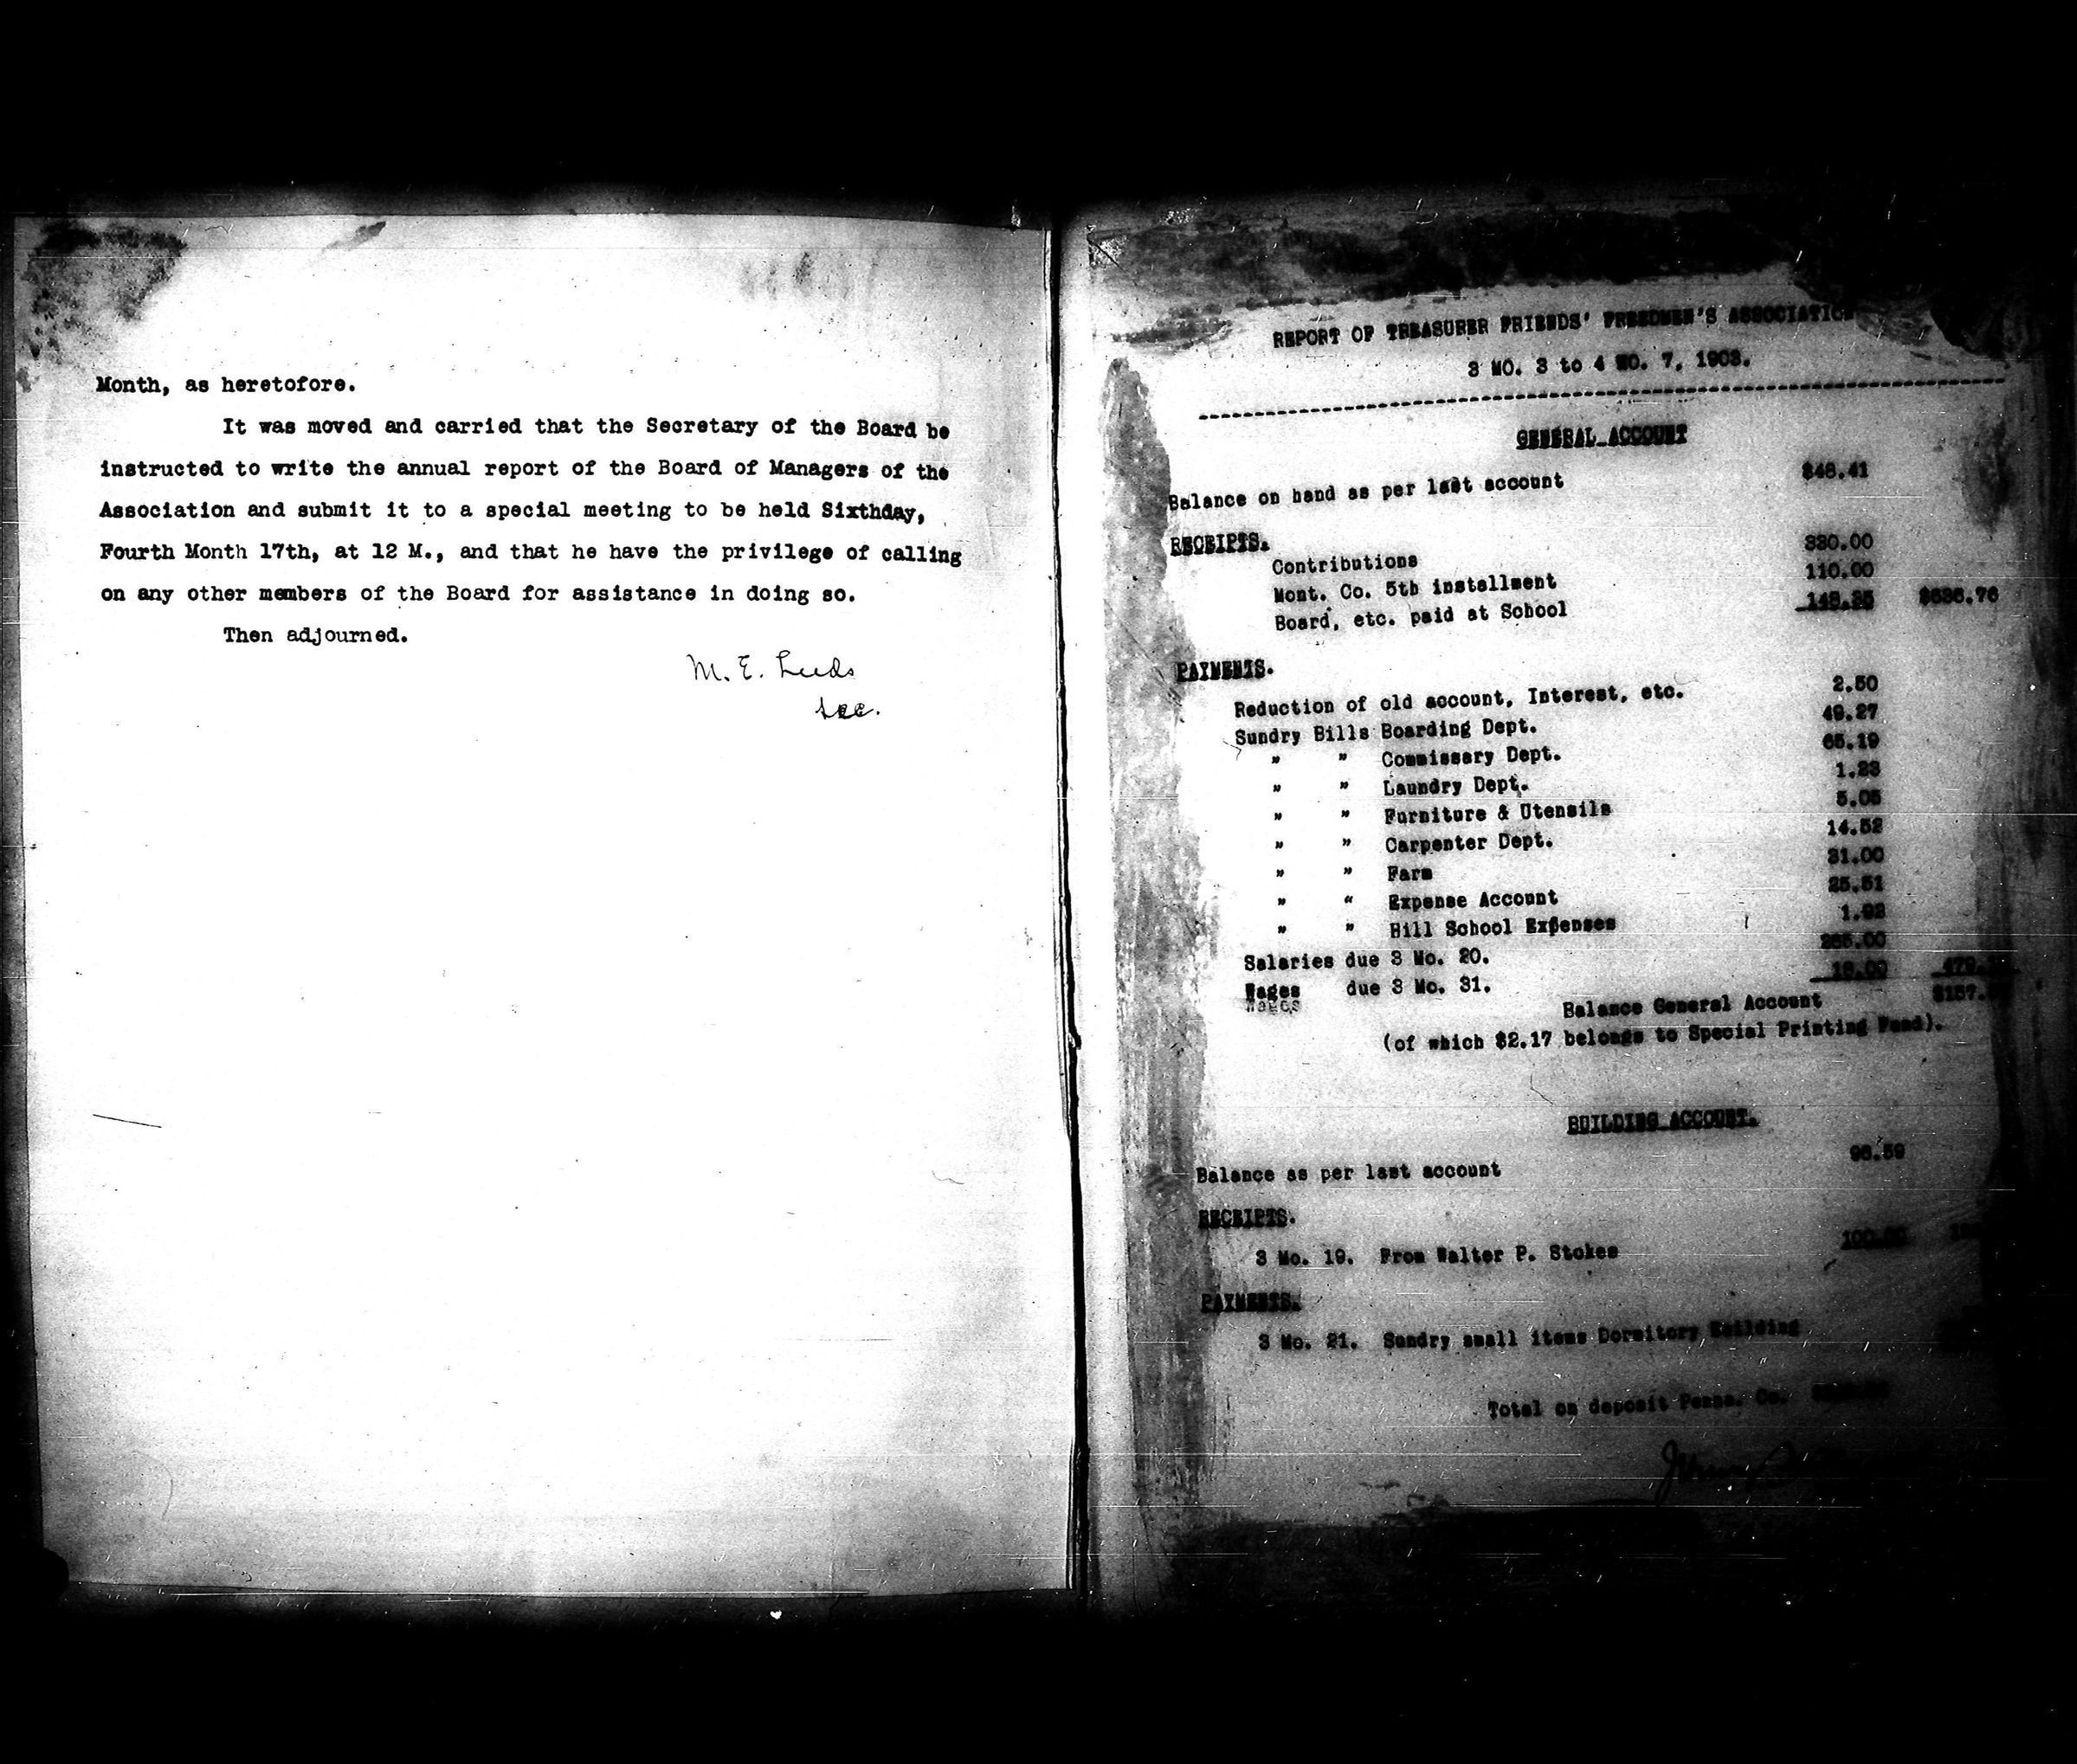 Month, as heretofore.
It was moved and carried that the Secretary of the Board be
instructed to write the annual report of the Board of Managers of the
Association and submit it to a special meeting to be held Sixthday,
Fourth Month 17th, at 12 M., and that he have the privilege of calling
on any other members of the Board for assistance in doing so.
Then adjourned.
M. E. Leeds
Sec.
REPORT OF TREASURER FRIENDS' FREEDMEN'S ASSOCIATION
3 MO. 3 to 4 MO. 7, 1903.
GENERAL ACCOUNT
Balance on hand as per last account $48.41
RECEIPTS.
Contributions 330.00
Mont. Co. 5th installment 110.00
Board, etc. paid at School 148.35 $636.76
PAYMENTS.
Reduction of old account, Interest, etc. 2.50
Sundry Bills Boarding Dept. 49.27
" " Commissary Dept. 65.19
" " Laundry Dept. 1.23
" " Furniture & Utensils 5.05
" " Carpenter Dept. 14.52
" " Farm 31.00
" " Expense Account 25.51
" " Hill School Expenses 1.92
Salaries due 3 Mo. 20. 265.00
Wages due 3 Mo. 31. 18.00
Balance General Account
(of which $2.17 belongs to Special Printing Fund).
BUILDING ACCOUNT.
Balance as per last account 96.59
RECEIPTS.
3 Mo. 19. From Walter P. Stokes 100.00
PAYMENTS.
3 Mo. 21. Sundry small items Dormitory Building
Total on deposit Penna. Co.